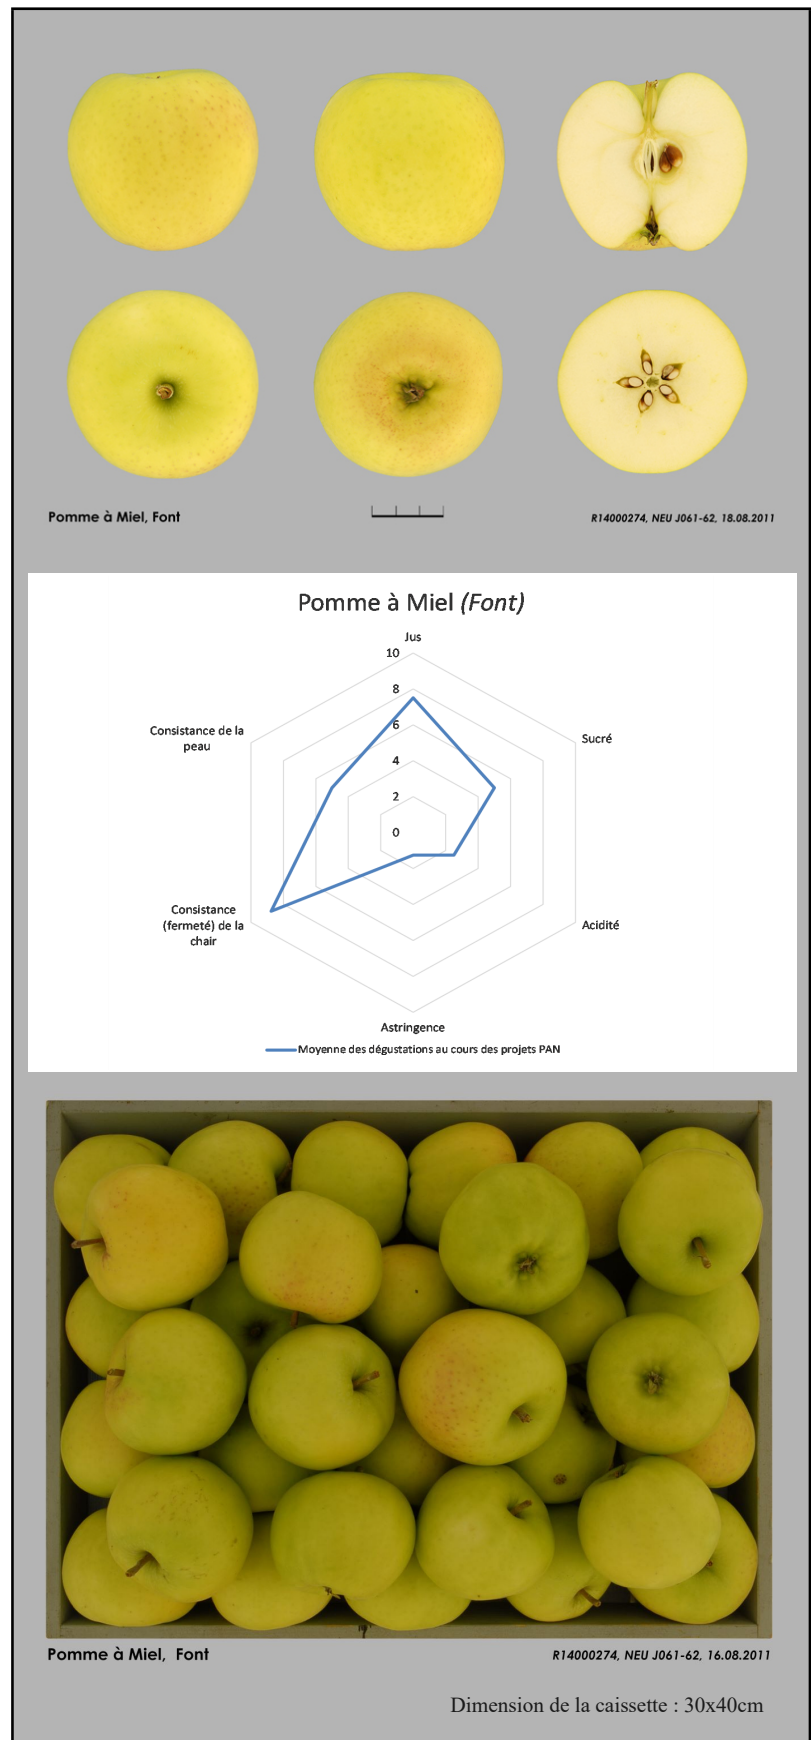 Pomme à Miel, Font
R14000274, NEU J061-62, 18.08.2011
Pomme à Miel (Font)
Jus
10
8
6
4
2
0
Sucré
Acidité
Astringence
Consistance
(fermeté) de la
chair
Consistance de la
peau
Moyenne des dégustations au cours des projets PAN
Pomme à Miel, Font
R14000274, NEU J061-62, 16.08.2011
Dimension de la caissette : 30x40cm